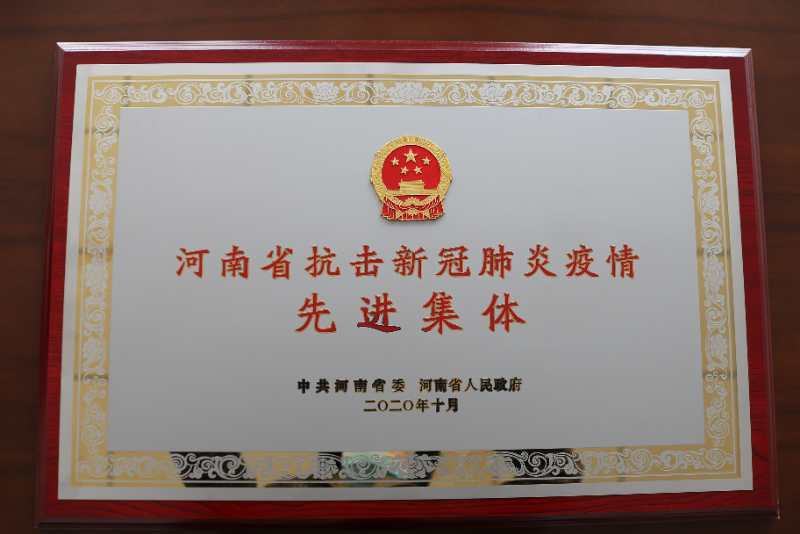 河南省抗击新冠肺炎疫情
先进集体
中共河南省委 河南省人民政府
二〇二〇年十月